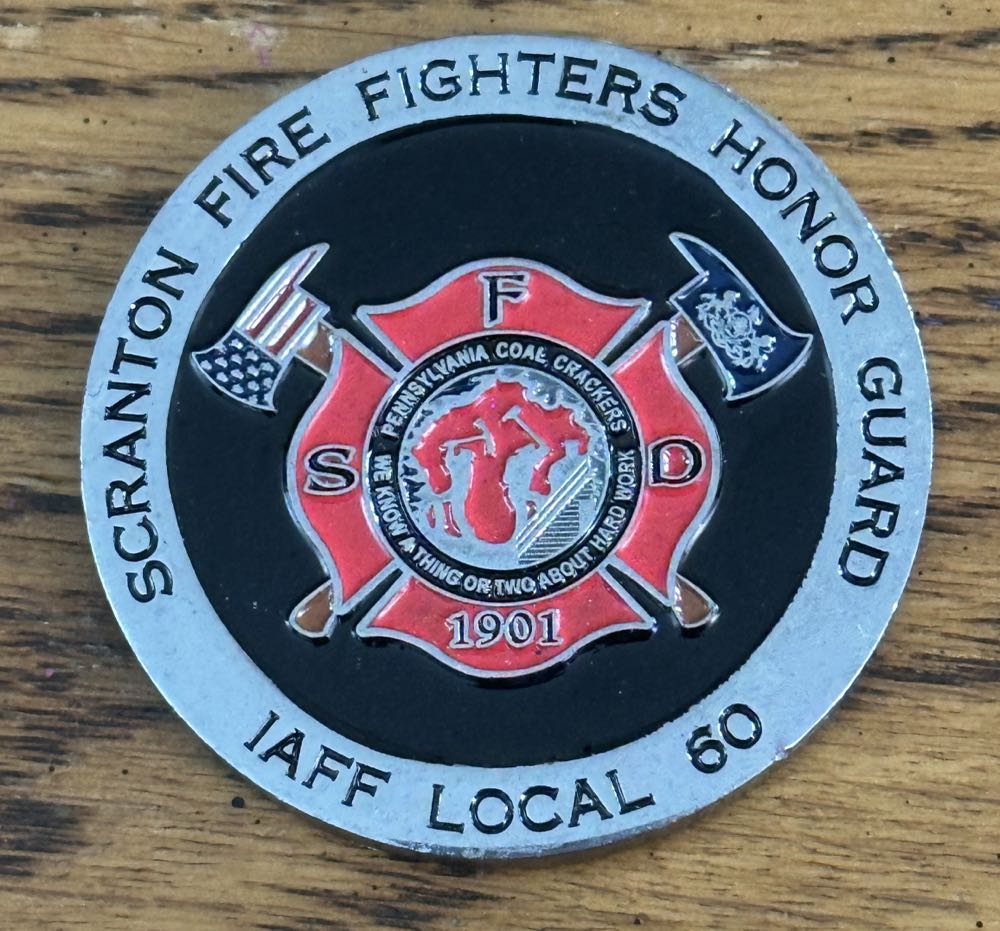 SCRANTON FIRE FIGHTERS HONOR GUARD
F
S
D
PENNSYLVANIA COAL CRACKERS
WE KNOW A THING OR TWO ABOUT HARD WORK
1901
IAFF LOCAL 60